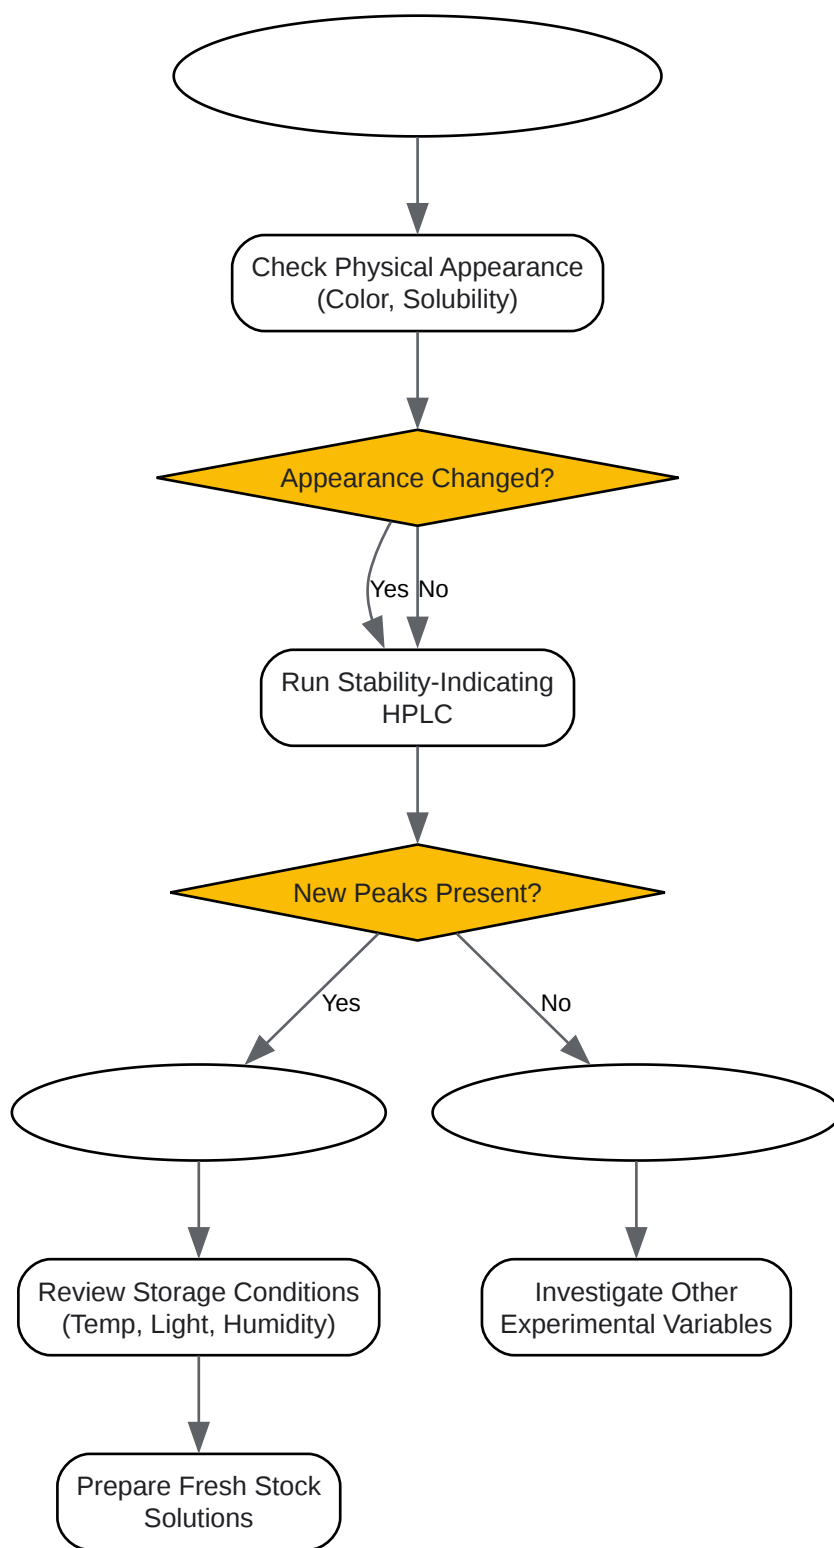 Check Physical Appearance
(Color, Solubility)
Appearance Changed?
Yes
No
Run Stability-Indicating
HPLC
New Peaks Present?
Yes
No
Review Storage Conditions
(Temp, Light, Humidity)
Investigate Other
Experimental Variables
Prepare Fresh Stock
Solutions